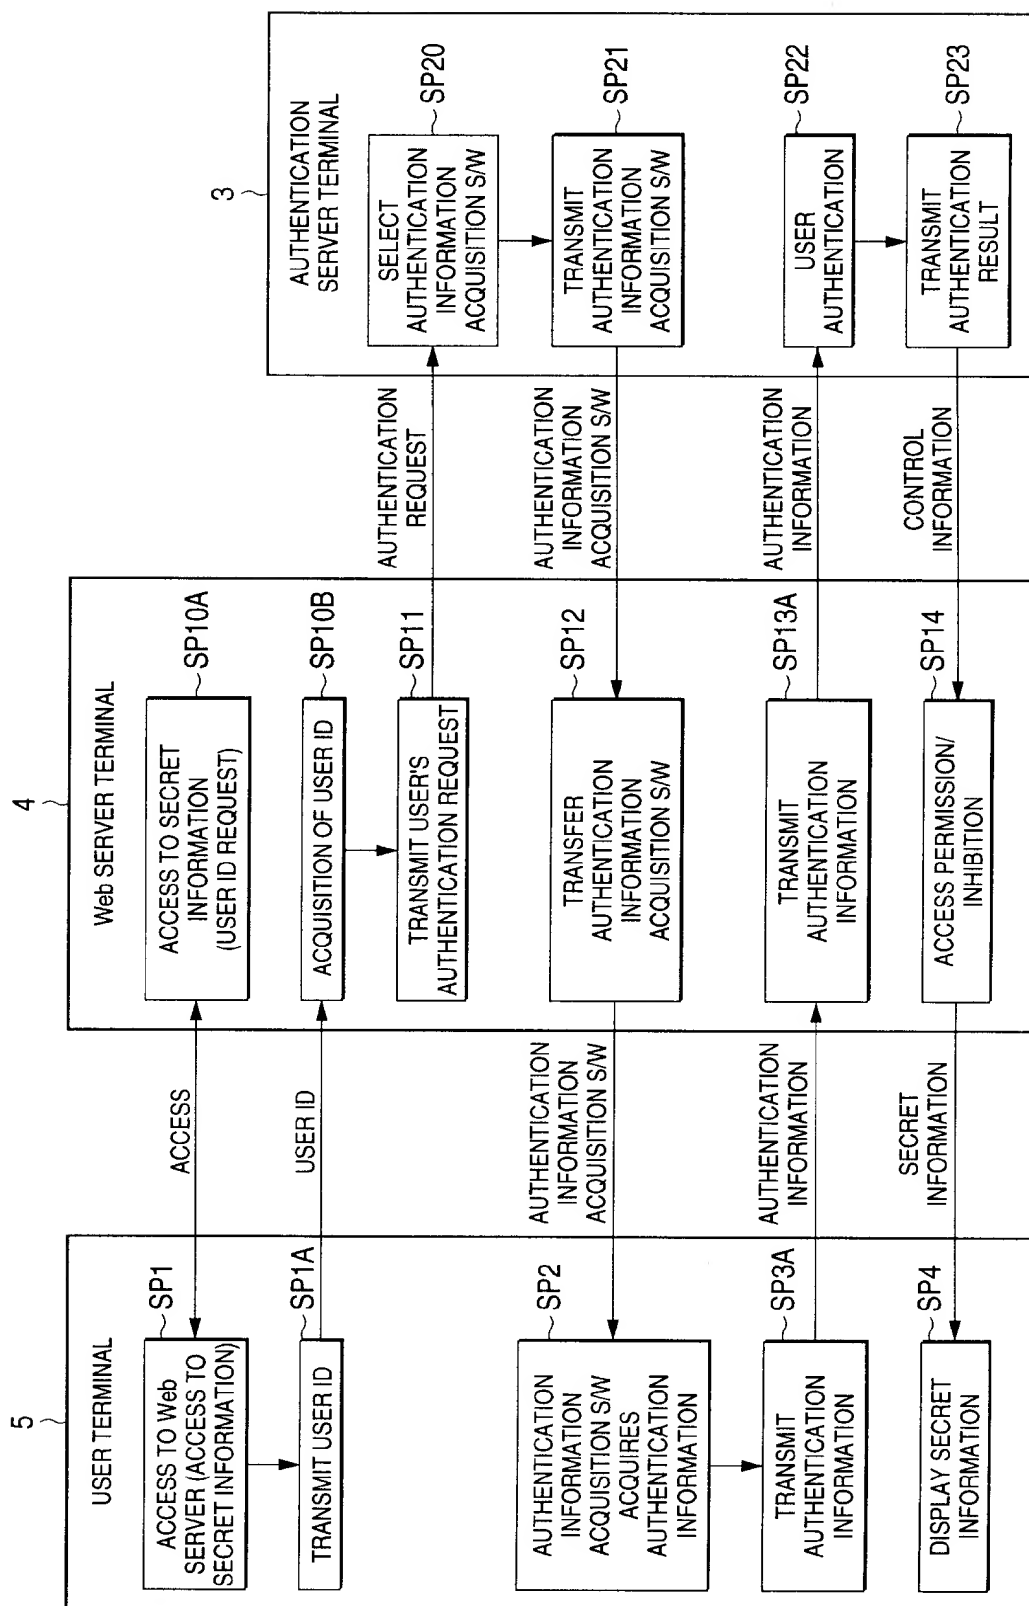 5
USER TERMINAL
ACCESS TO Web
SERVER (ACCESS TO
SECRET INFORMATION)
SP1
TRANSMIT USER ID
SP1A
AUTHENTICATION
INFORMATION
ACQUISITION S/W
ACQUIRES
AUTHENTICATION
INFORMATION
SP2
TRANSMIT
AUTHENTICATION
INFORMATION
SP3A
DISPLAY SECRET
INFORMATION
SP4
ACCESS
USER ID
AUTHENTICATION
INFORMATION
ACQUISITION S/W
AUTHENTICATION
INFORMATION
SECRET
INFORMATION
4
Web SERVER TERMINAL
ACCESS TO SECRET
INFORMATION
(USER ID REQUEST)
SP10A
ACQUISITION OF USER ID
SP10B
TRANSMIT USER'S
AUTHENTICATION REQUEST
SP11
TRANSFER
AUTHENTICATION
INFORMATION
ACQUISITION S/W
SP12
TRANSMIT
AUTHENTICATION
INFORMATION
SP13A
ACCESS PERMISSION/
INHIBITION
SP14
AUTHENTICATION
REQUEST
AUTHENTICATION
INFORMATION
ACQUISITION S/W
AUTHENTICATION
INFORMATION
CONTROL
INFORMATION
3
AUTHENTICATION
SERVER TERMINAL
SELECT
AUTHENTICATION
INFORMATION
ACQUISITION S/W
SP20
TRANSMIT
AUTHENTICATION
INFORMATION
ACQUISITION S/W
SP21
USER
AUTHENTICATION
SP22
TRANSMIT
AUTHENTICATION
RESULT
SP23